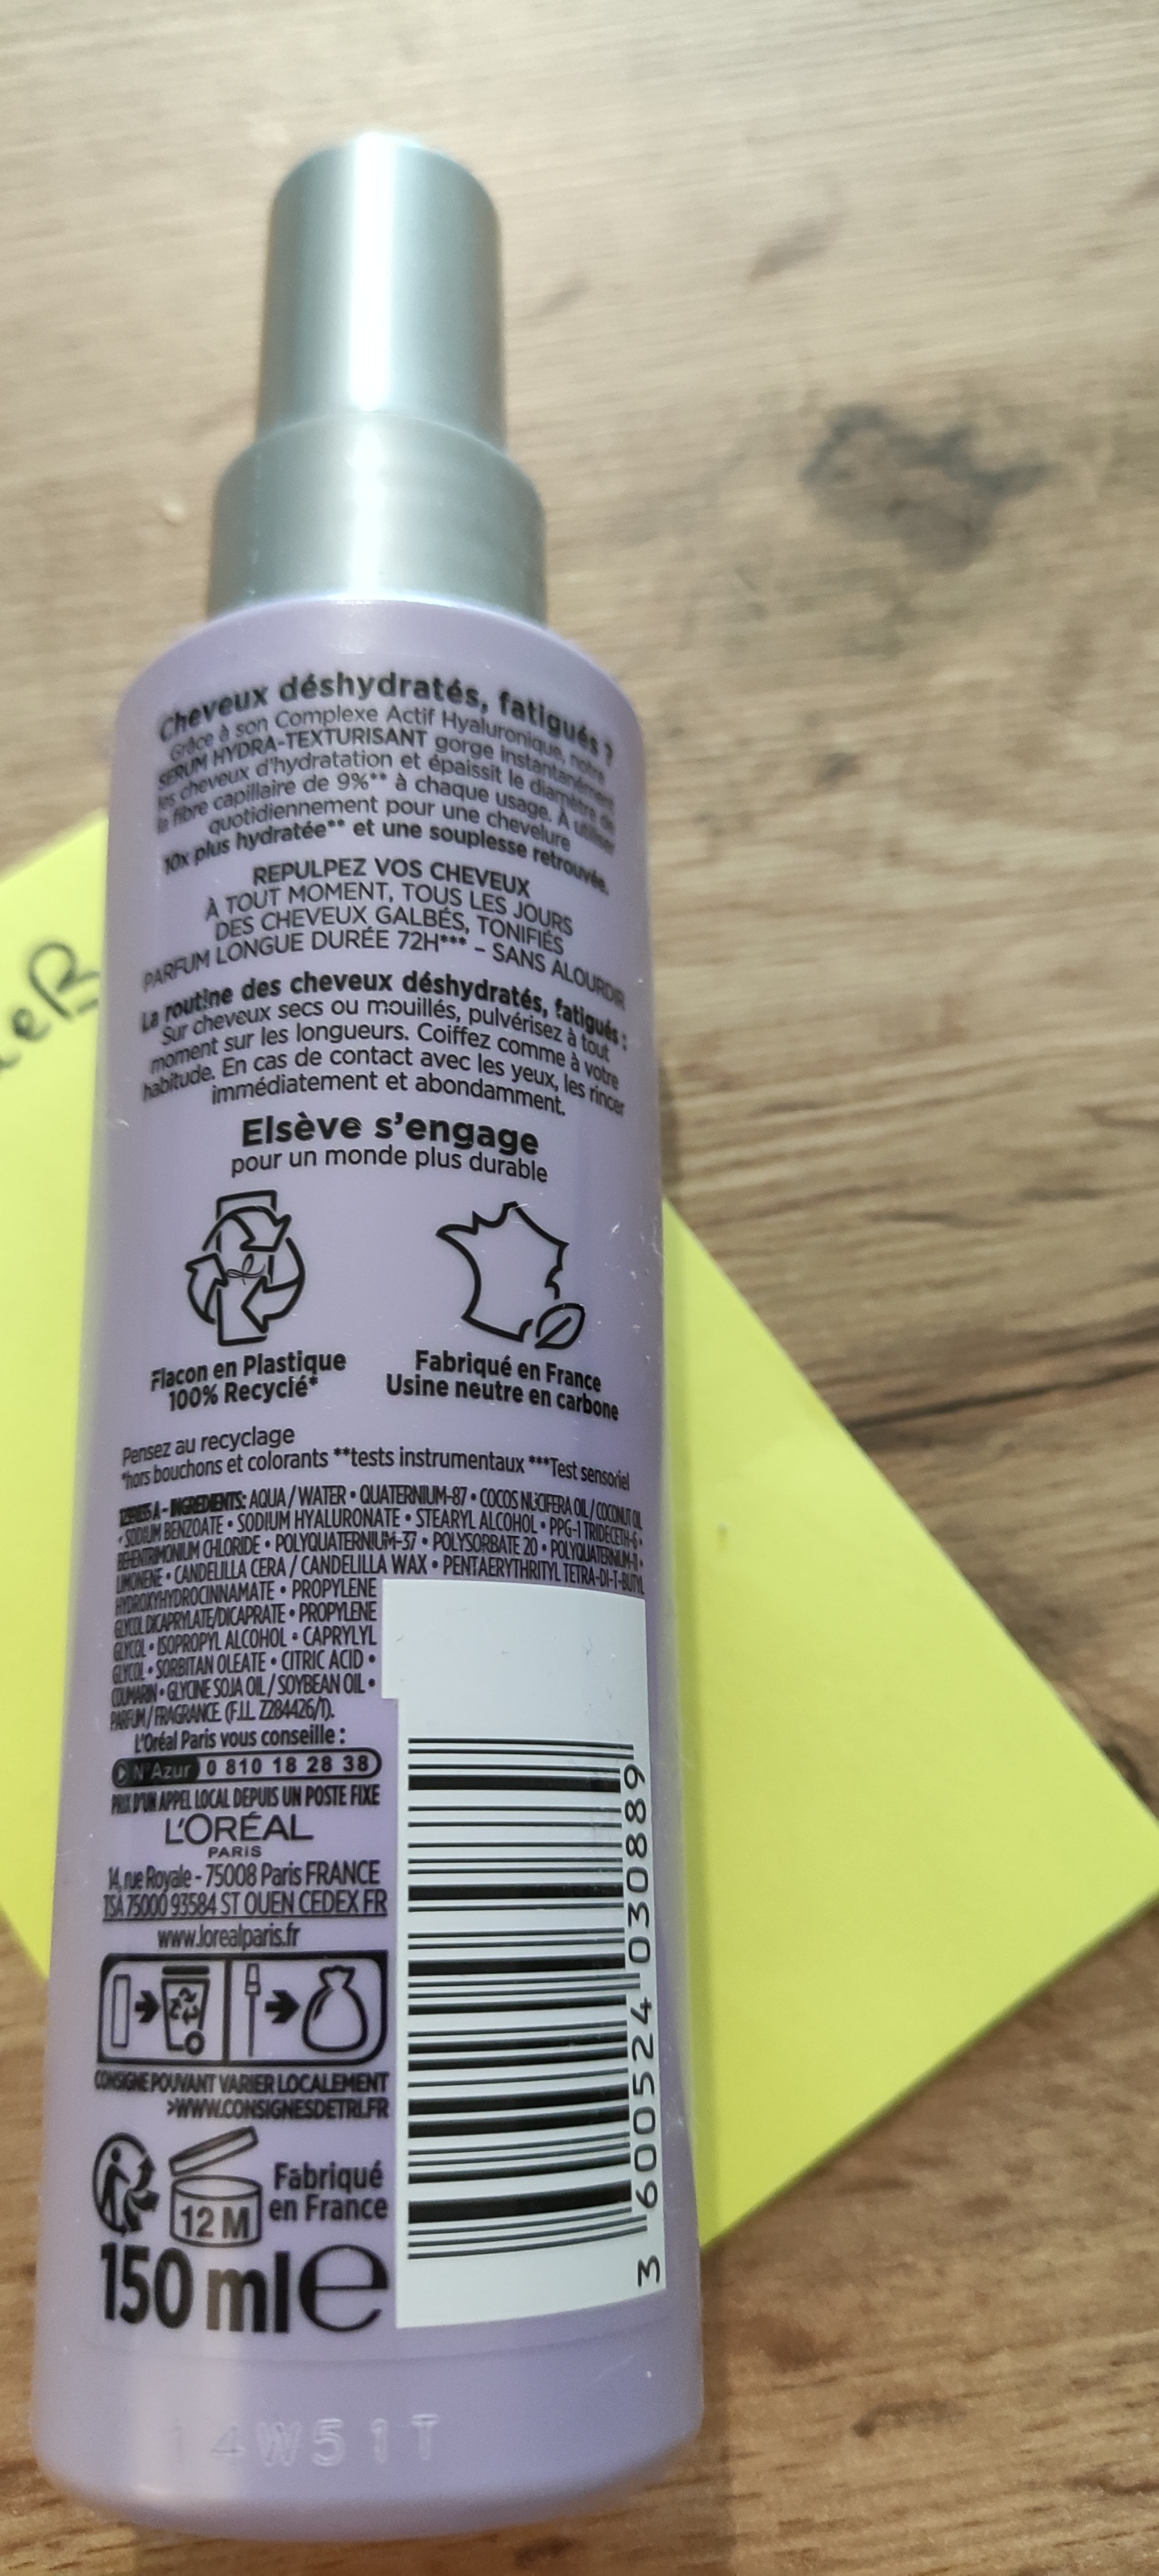 Cheveux déshydratés, fatigués ?
Grâce à son Complexe Actif Hyaluronique, notre
SERUM HYDRA-TEXTURISANT gorge instantanément
les cheveux d'hydratation et épaissit le diamètre de
la fibre capillaire de 9%** à chaque usage. À utiliser
quotidiennement pour une chevelure
10x plus hydratée** et une souplesse retrouvée.
REPULPEZ VOS CHEVEUX
À TOUT MOMENT, TOUS LES JOURS
DES CHEVEUX GALBÉS, TONIFIÉS
PARFUM LONGUE DURÉE 72H*** – SANS ALOURDIR
La routine des cheveux déshydratés, fatigués :
Sur cheveux secs ou mouillés, pulvérisez à tout
moment sur les longueurs. Coiffez comme à votre
habitude. En cas de contact avec les yeux, les rincer
immédiatement et abondamment.
Elsève s'engage
pour un monde plus durable
Flacon en Plastique
100% Recyclé*
Fabriqué en France
Usine neutre en carbone
Pensez au recyclage
*hors bouchons et colorants **tests instrumentaux ***Test sensoriel
A - INGREDIENTS: AQUA / WATER • QUATERNIUM-87 • COCOS NUCIFERA OIL / COCONUT OIL
• SODIUM BENZOATE • SODIUM HYALURONATE • STEARYL ALCOHOL • PPG-1 TRIDECETH-6 •
BEHENTRIMONIUM CHLORIDE • POLYQUATERNIUM-37 • POLYSORBATE 20 • POLYQUATERNIUM-11 •
LIMONENE • CANDELILLA CERA / CANDELILLA WAX • PENTAERYTHRITYL TETRA-DI-T-BUTYL
HYDROXYHYDROCINNAMATE • PROPYLENE
GLYCOL DICAPRYLATE/DICAPRATE • PROPYLENE
GLYCOL • ISOPROPYL ALCOHOL • CAPRYLYL
GLYCOL • SORBITAN OLEATE • CITRIC ACID •
COUMARIN • GLYCINE SOJA OIL / SOYBEAN OIL •
PARFUM / FRAGRANCE (F.I.L. Z284426/1).
L'Oréal Paris vous conseille :
N°Azur 0 810 18 28 38
PRIX D'UN APPEL LOCAL DEPUIS UN POSTE FIXE
L'ORÉAL
PARIS
14, rue Royale - 75008 Paris FRANCE
TSA 75000 93584 ST OUEN CEDEX FR
www.lorealparis.fr
CONSIGNE POUVANT VARIER LOCALEMENT
>WWW.CONSIGNESDETRI.FR
12 M
Fabriqué
en France
150 ml e
3 600524 030889
14W51T